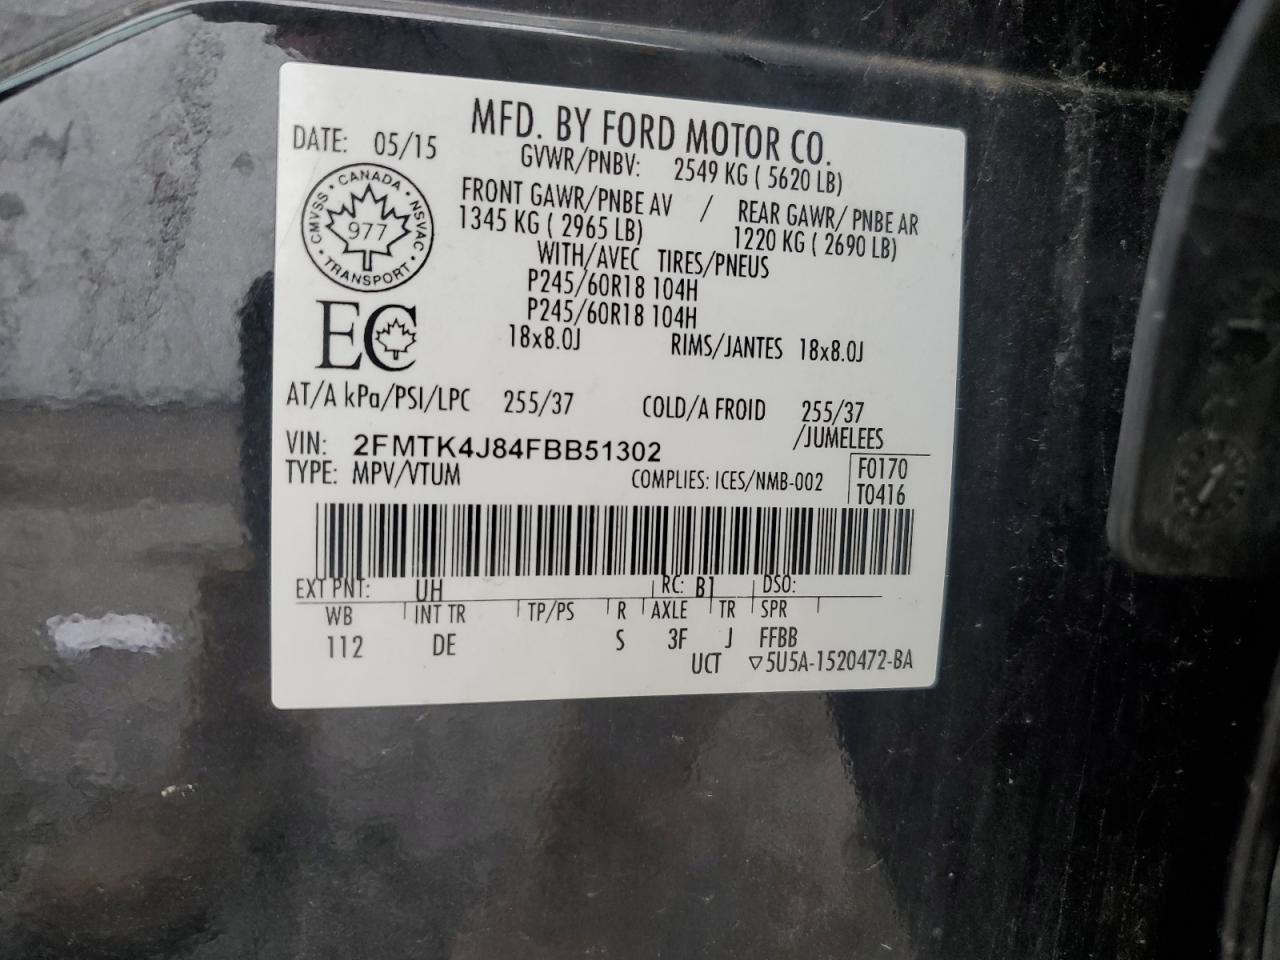 MFD. BY FORD MOTOR CO.
DATE: 05/15
GVWR/PNBV: 2549 KG ( 5620 LB)
FRONT GAWR/PNBE AV / REAR GAWR/ PNBE AR
1345 KG ( 2965 LB) 1220 KG ( 2690 LB)
WITH/AVEC TIRES/PNEUS
P245/60R18 104H
P245/60R18 104H
18x8.0J RIMS/JANTES 18x8.0J
CANADA
CMVSS 977 NSVAC
TRANSPORT
EC
AT/A kPa/PSI/LPC 255/37 COLD/A FROID 255/37
/JUMELEES
VIN: 2FMTK4J84FBB51302
TYPE: MPV/VTUM COMPLIES: ICES/NMB-002
F0170
T0416
EXT PNT: UH RC: B1 DSO:
WB INT TR TP/PS R AXLE TR SPR
112 DE S 3F J FFBB
UCT ▽5U5A-1520472-BA